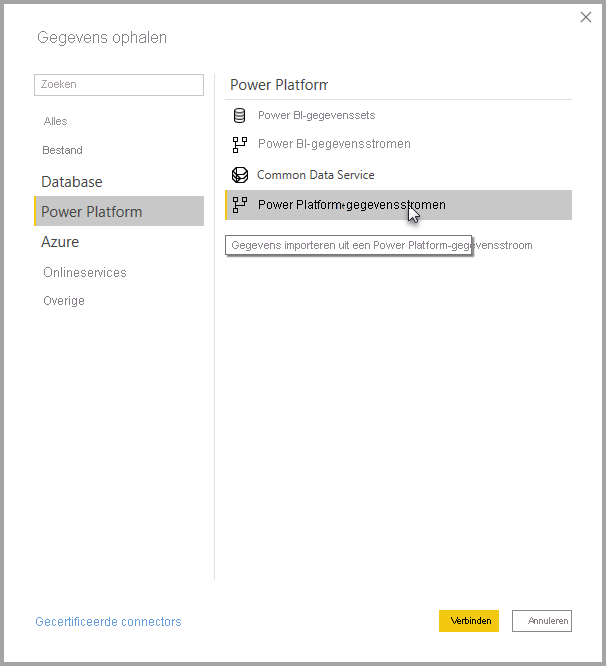 Gegevens ophalen
Zoeken
Alles
Bestand
Database
Power Platform
Azure
Onlineservices
Overige
Power Platform
Power BI-gegevenssets
Power BI-gegevensstromen
Common Data Service
Power Platform-gegevensstromen
Gegevens importeren uit een Power Platform-gegevensstroom
Gecertificeerde connectors
Verbinden
Annuleren